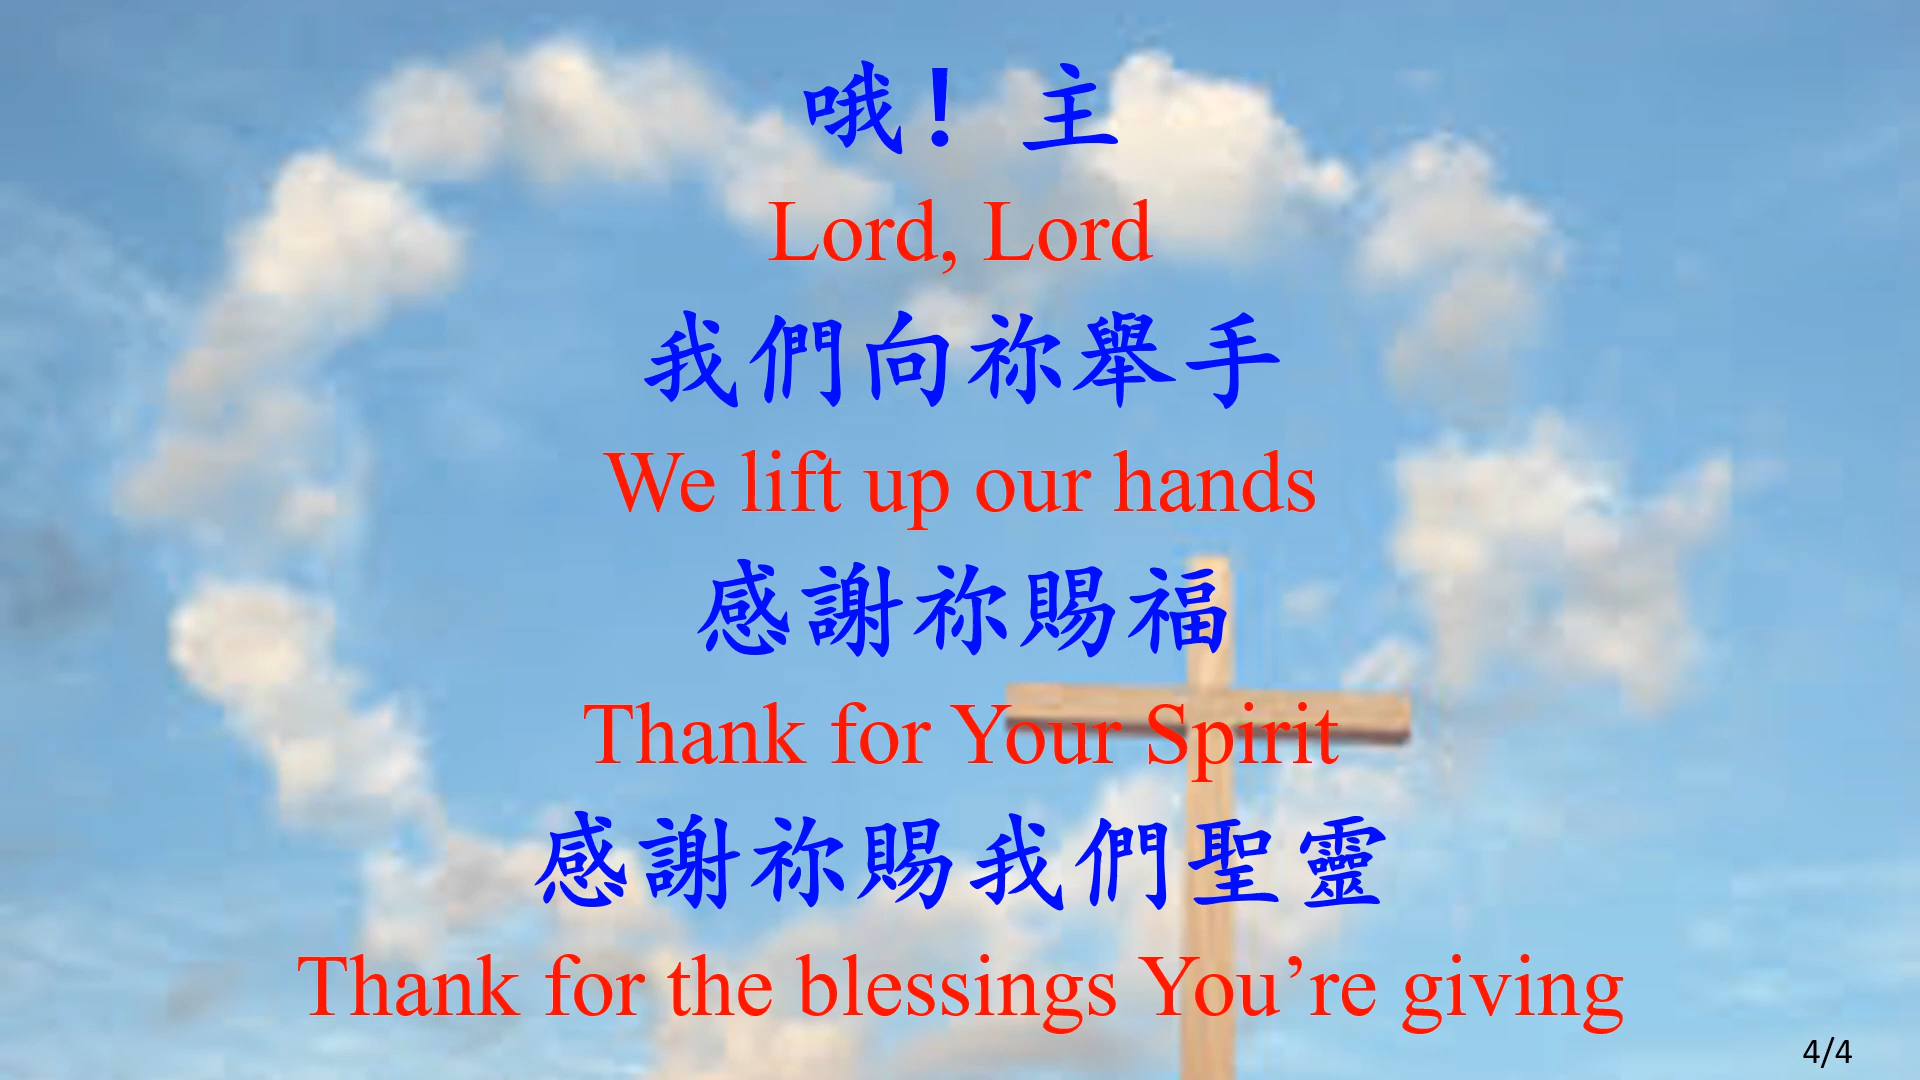 哦！主
Lord, Lord
我們向祢舉手
We lift up our hands
感謝祢賜福
Thank for Your Spirit
感謝祢賜我們聖靈
Thank for the blessings You’re giving
4/4